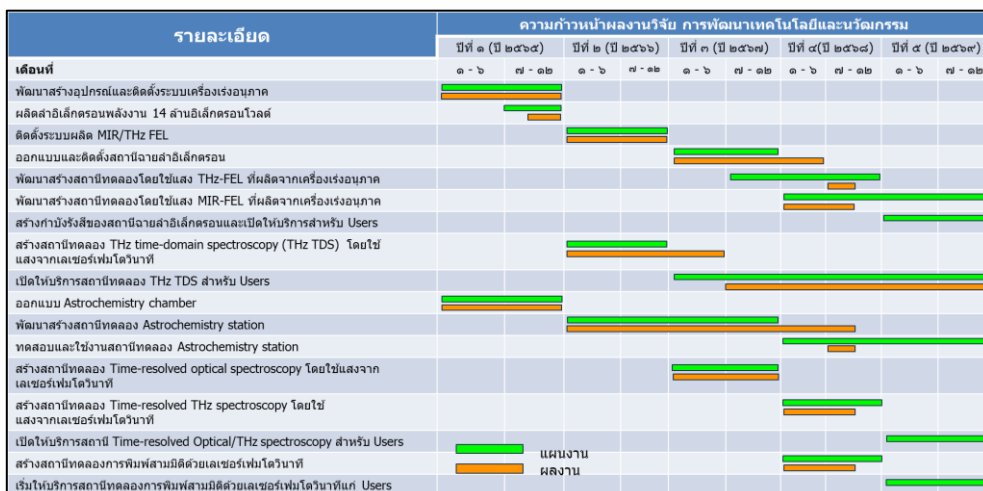 รายละเอียด
ความก้าวหน้าผลงานวิจัย การพัฒนาเทคโนโลยีและนวัตกรรม
ปีที่ ๑ (ปี ๒๕๖๕) ปีที่ ๒ (ปี ๒๕๖๖) ปีที่ ๓ (ปี ๒๕๖๗) ปีที่ ๔(ปี ๒๕๖๘) ปีที่ ๕ (ปี ๒๕๖๙)
เดือนที่ ๑ - ๖ ๗ - ๑๒ ๑ - ๖ ๗ - ๑๒ ๑ - ๖ ๗ - ๑๒ ๑ - ๖ ๗ - ๑๒ ๑ - ๖ ๗ - ๑๒
พัฒนาสร้างอุปกรณ์และติดตั้งระบบเครื่องเร่งอนุภาค
ผลิตลำอิเล็กตรอนพลังงาน 14 ล้านอิเล็กตรอนโวลต์
ติดตั้งระบบผลิต MIR/THz FEL
ออกแบบและติดตั้งสถานีฉายลำอิเล็กตรอน
พัฒนาสร้างสถานีทดลองโดยใช้แสง THz-FEL ที่ผลิตจากเครื่องเร่งอนุภาค
พัฒนาสร้างสถานีทดลองโดยใช้แสง MIR-FEL ที่ผลิตจากเครื่องเร่งอนุภาค
สร้างกำบังรังสีของสถานีฉายลำอิเล็กตรอนและเปิดให้บริการสำหรับ Users
สร้างสถานีทดลอง THz time-domain spectroscopy (THz TDS) โดยใช้
แสงจากเลเซอร์เฟมโตวินาที
เปิดให้บริการสถานีทดลอง THz TDS สำหรับ Users
ออกแบบ Astrochemistry chamber
พัฒนาสร้างสถานีทดลอง Astrochemistry station
ทดสอบและใช้งานสถานีทดลอง Astrochemistry station
สร้างสถานีทดลอง Time-resolved optical spectroscopy โดยใช้แสงจาก
เลเซอร์เฟมโตวินาที
สร้างสถานีทดลอง Time-resolved THz spectroscopy โดยใช้
แสงจากเลเซอร์เฟมโตวินาที
เปิดให้บริการสถานี Time-resolved Optical/THz spectroscopy สำหรับ Users
แผนงาน
สร้างสถานีทดลองการพิมพ์สามมิติด้วยเลเซอร์เฟมโตวินาที
ผลงาน
เริ่มให้บริการสถานีทดลองการพิมพ์สามมิติด้วยเลเซอร์เฟมโตวินาทีแก่ Users